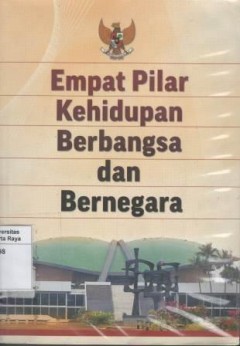 Empat Pilar
Kehidupan
Berbangsa
dan
Bernegara